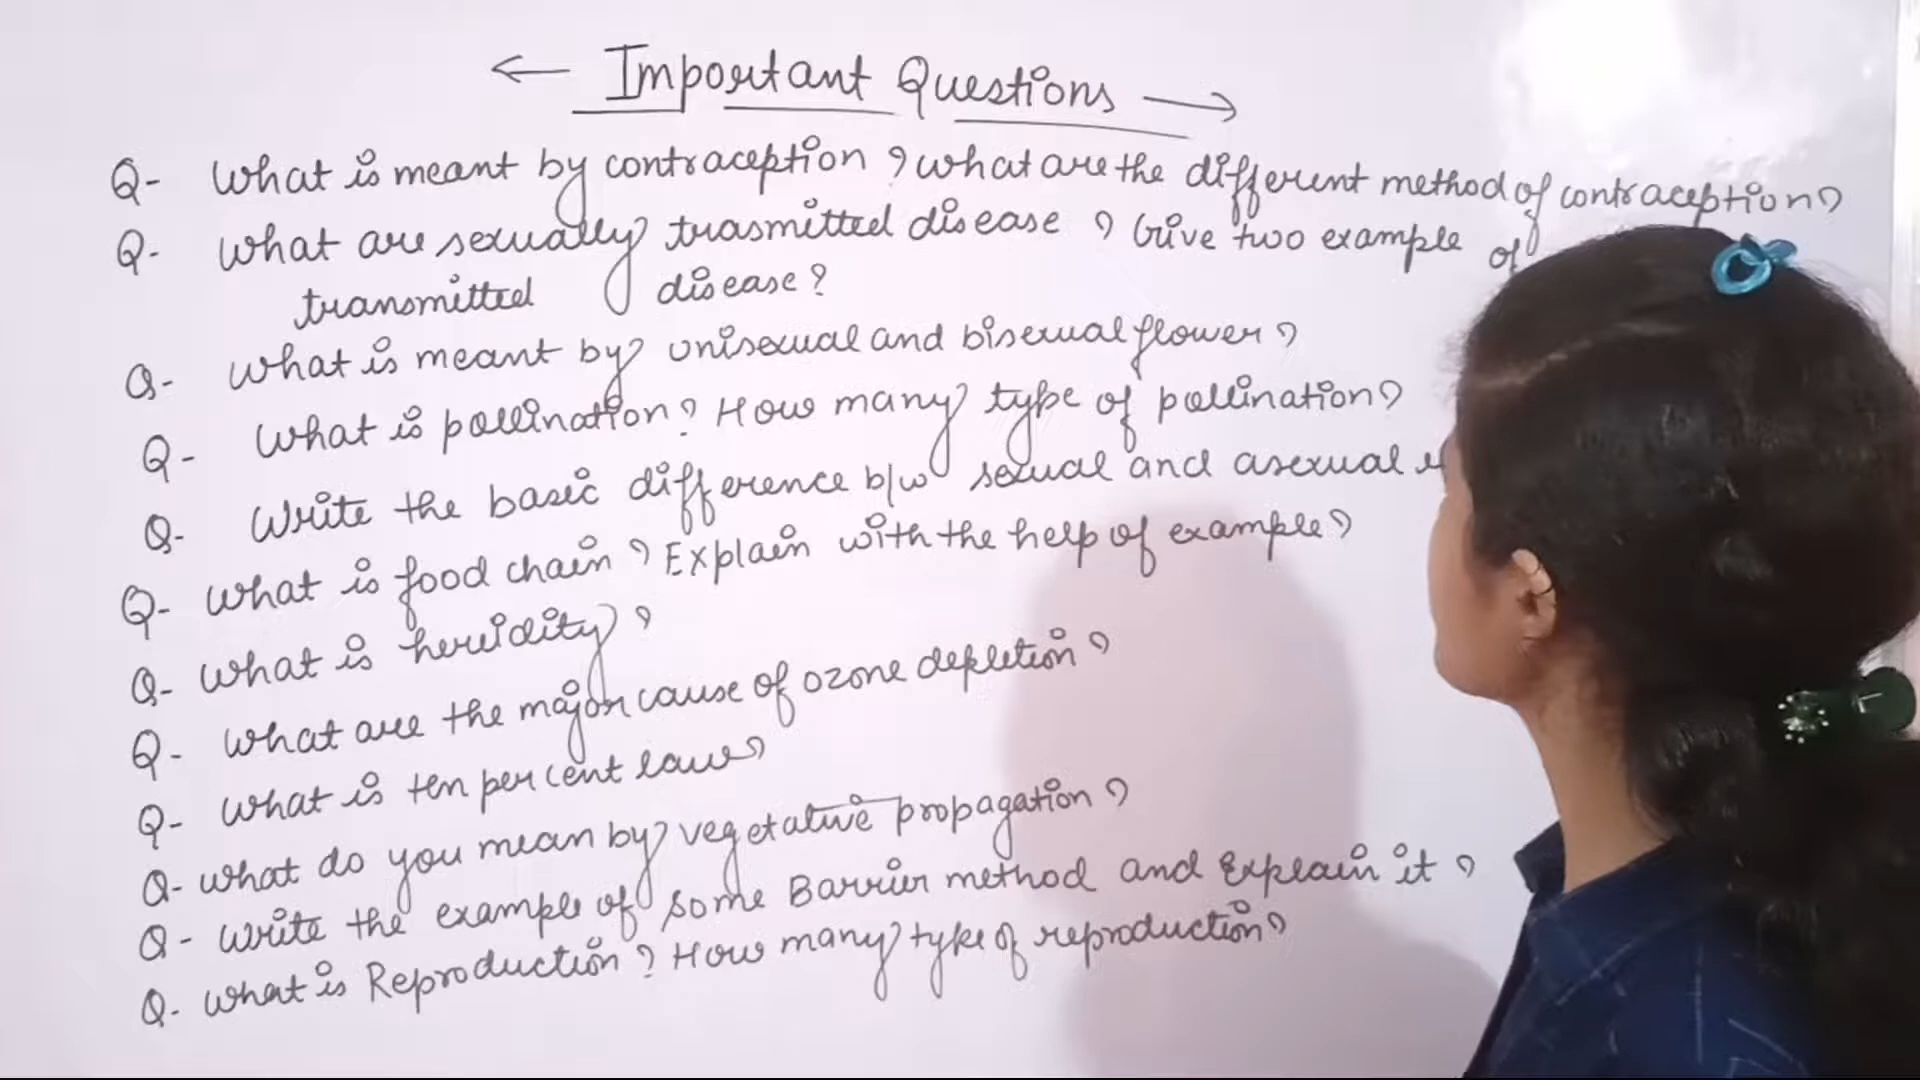 ← Important Questions →
Q- What is meant by contraception ? what are the different method of contraception?
Q- What are sexually trasmitted disease ? Give two example of
transmitted disease?
Q- What is meant by unisexual and bisexual flower?
Q- What is pollination? How many type of pollination?
Q- Write the basic difference b/w sexual and asexual
Q- What is food chain? Explain with the help of example?
Q- What is heridity?
Q- What are the major cause of ozone depletion?
Q- What is ten percent law?
Q- What do you mean by vegetative propagation?
Q- Write the example of some Barrier method and Explain it?
Q- What is Reproduction? How many type of reproduction?